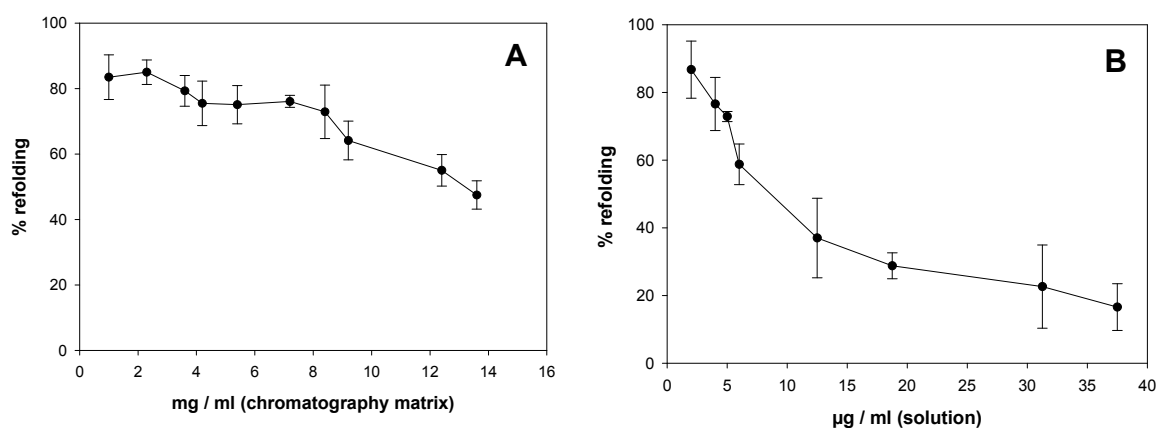 A
% refolding
100
80
60
40
20
0
0 2 4 6 8 10 12 14 16
mg / ml (chromatography matrix)
B
% refolding
100
80
60
40
20
0
0 5 10 15 20 25 30 35 40
µg / ml (solution)